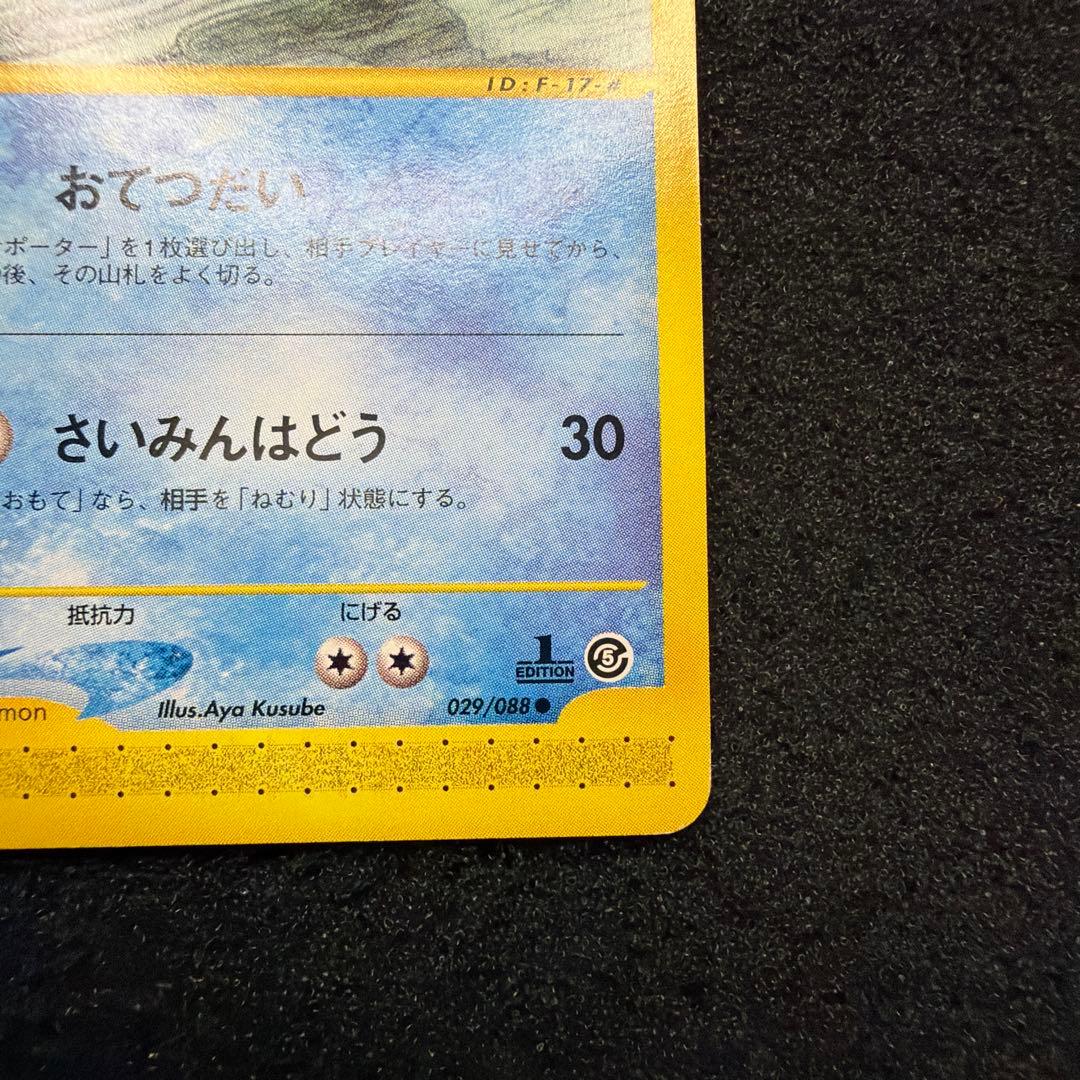 ID:F-17-#
おてつだい
ポーター」を1枚選び出し、相手プレイヤーに見せてから、
後、その山札をよく切る。
さいみんはどう 30
おもて」なら、相手を「ねむり」状態にする。
抵抗力 にげる
1
EDITION
5
mon Illus.Aya Kusube 029/088●